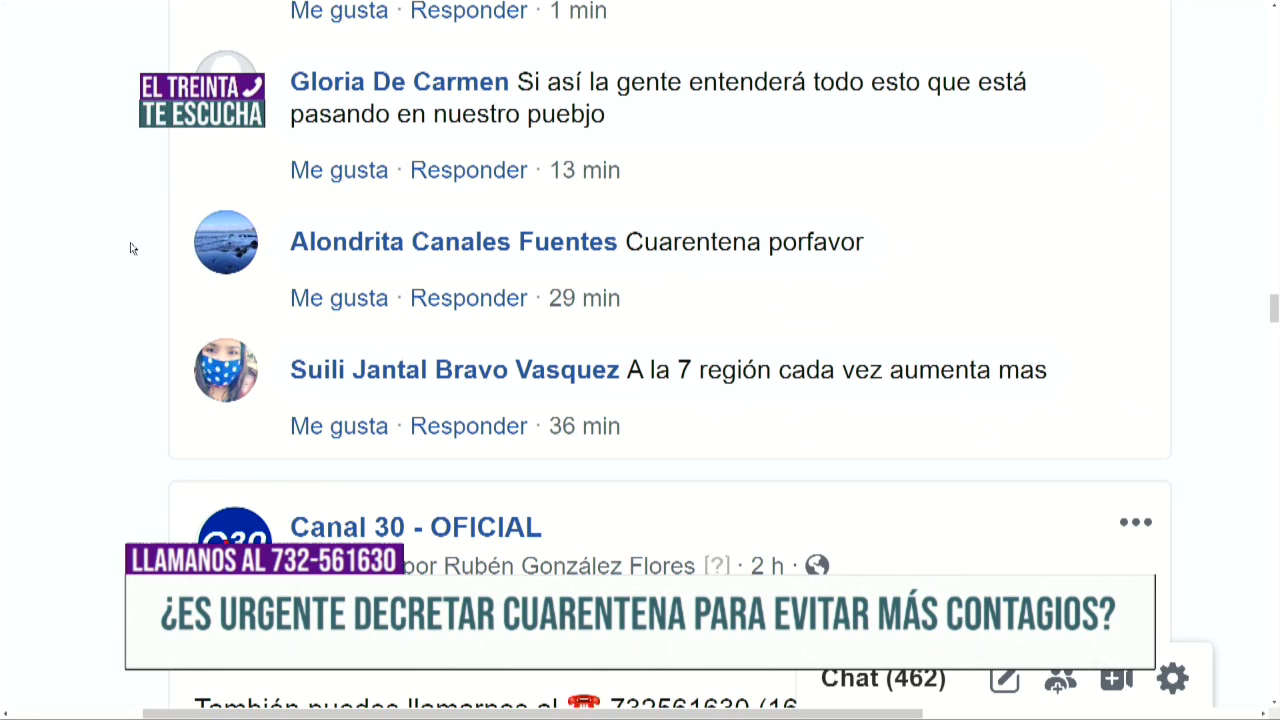 Me gusta · Responder · 1 min
EL TREINTA
TE ESCUCHA
Gloria De Carmen Si así la gente entenderá todo esto que está
pasando en nuestro puebjo
Me gusta · Responder · 13 min
Alondrita Canales Fuentes Cuarentena porfavor
Me gusta · Responder · 29 min
Suili Jantal Bravo Vasquez A la 7 región cada vez aumenta mas
Me gusta · Responder · 36 min
C30
Canal 30 - OFICIAL
LLAMANOS AL 732-561630
por Rubén González Flores [?] · 2 h ·
¿ES URGENTE DECRETAR CUARENTENA PARA EVITAR MÁS CONTAGIOS?
Chat (462)
También puedes llamarnos al ☎ 732561630 (16